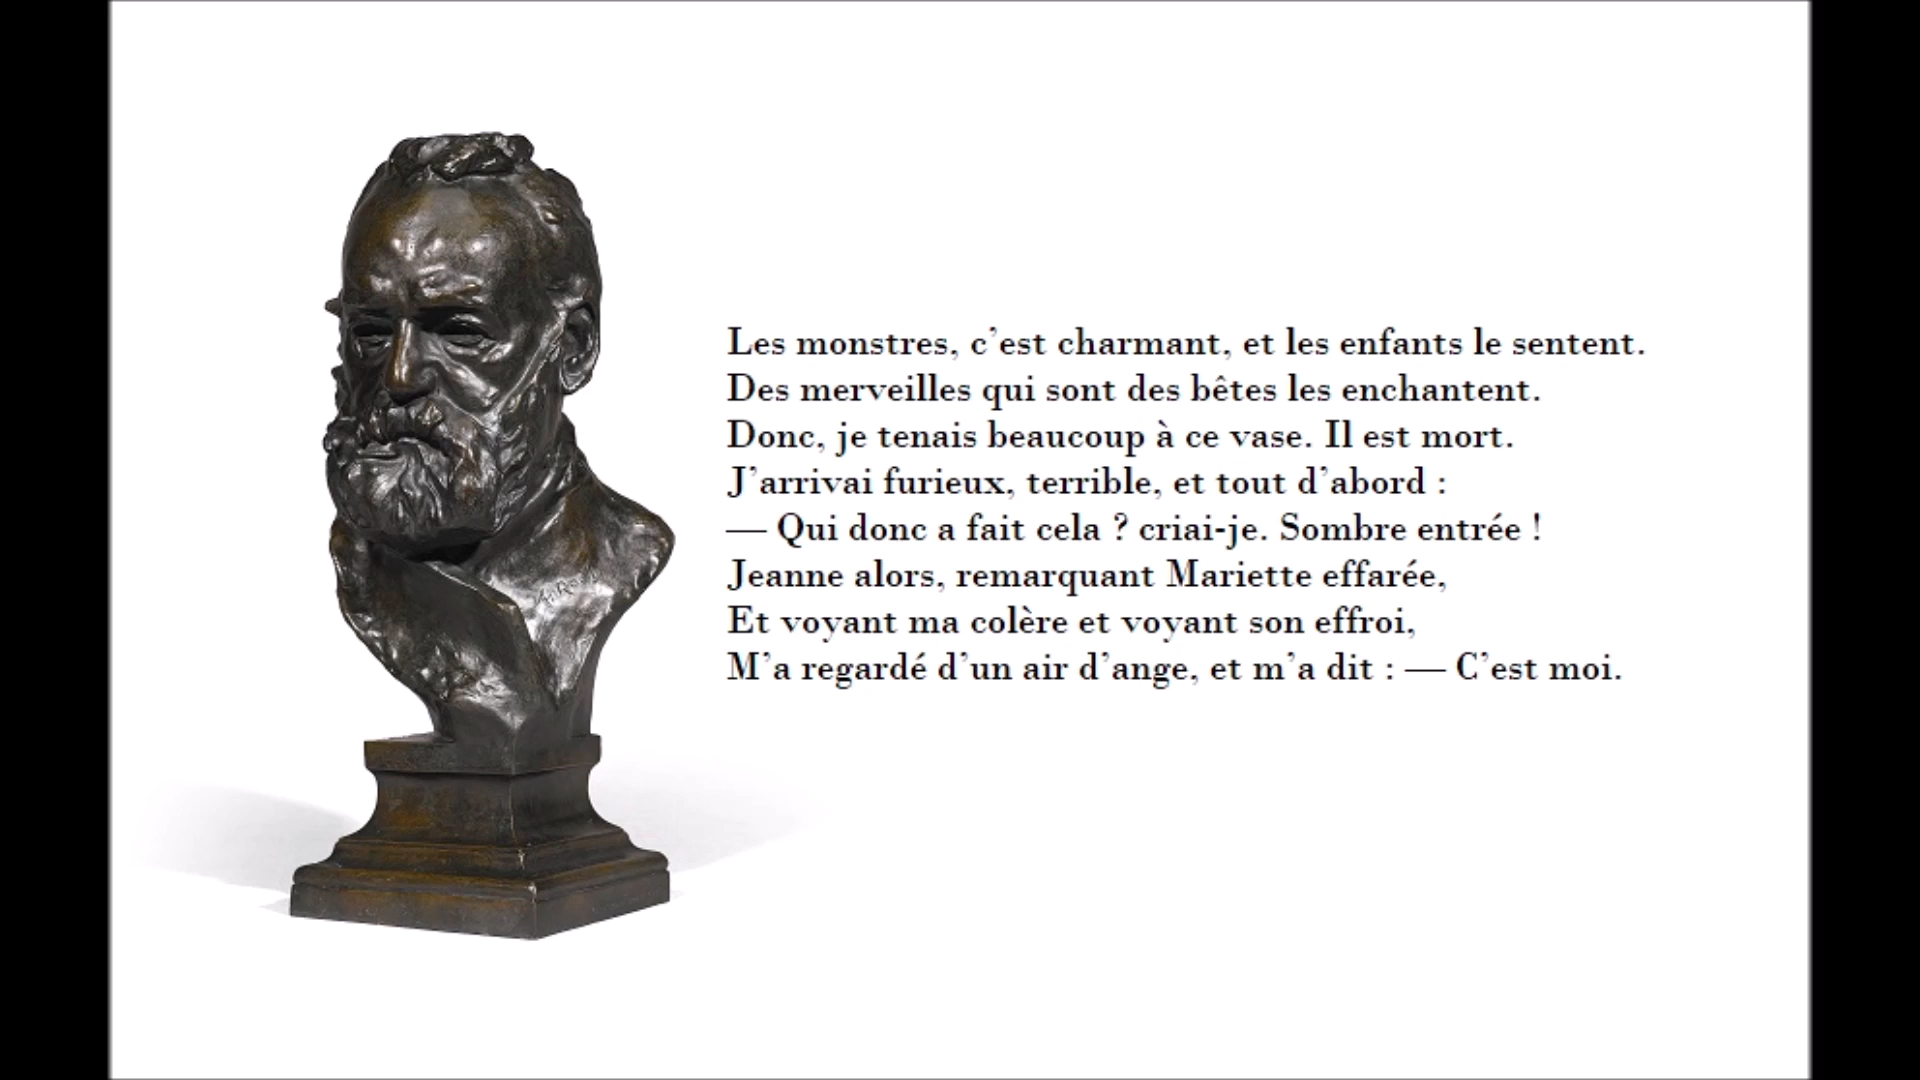 Les monstres, c’est charmant, et les enfants le sentent.
Des merveilles qui sont des bêtes les enchantent.
Donc, je tenais beaucoup à ce vase. Il est mort.
J’arrivai furieux, terrible, et tout d’abord :
— Qui donc a fait cela ? criai-je. Sombre entrée !
Jeanne alors, remarquant Mariette effarée,
Et voyant ma colère et voyant son effroi,
M’a regardé d’un air d’ange, et m’a dit : — C’est moi.